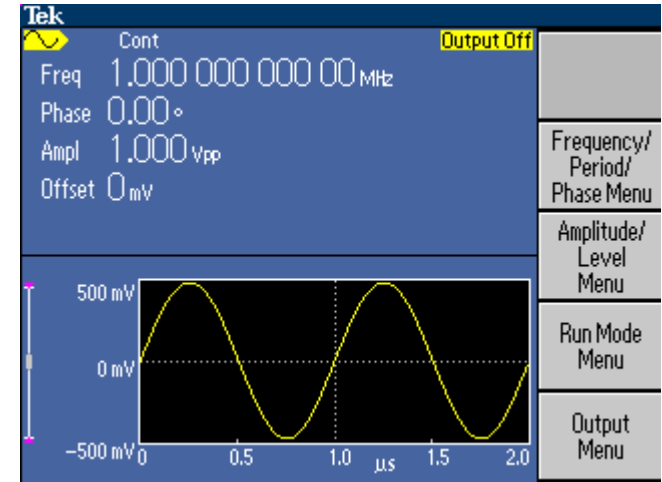 Tek
Cont Output Off
Freq 1.000 000 000 00 MHz
Phase 0.00°
Ampl 1.000 Vpp
Offset 0 mV
Frequency/
Period/
Phase Menu
Amplitude/
Level
Menu
Run Mode
Menu
Output
Menu
500 mV
0 mV
−500 mV
0 0.5 1.0 µs 1.5 2.0